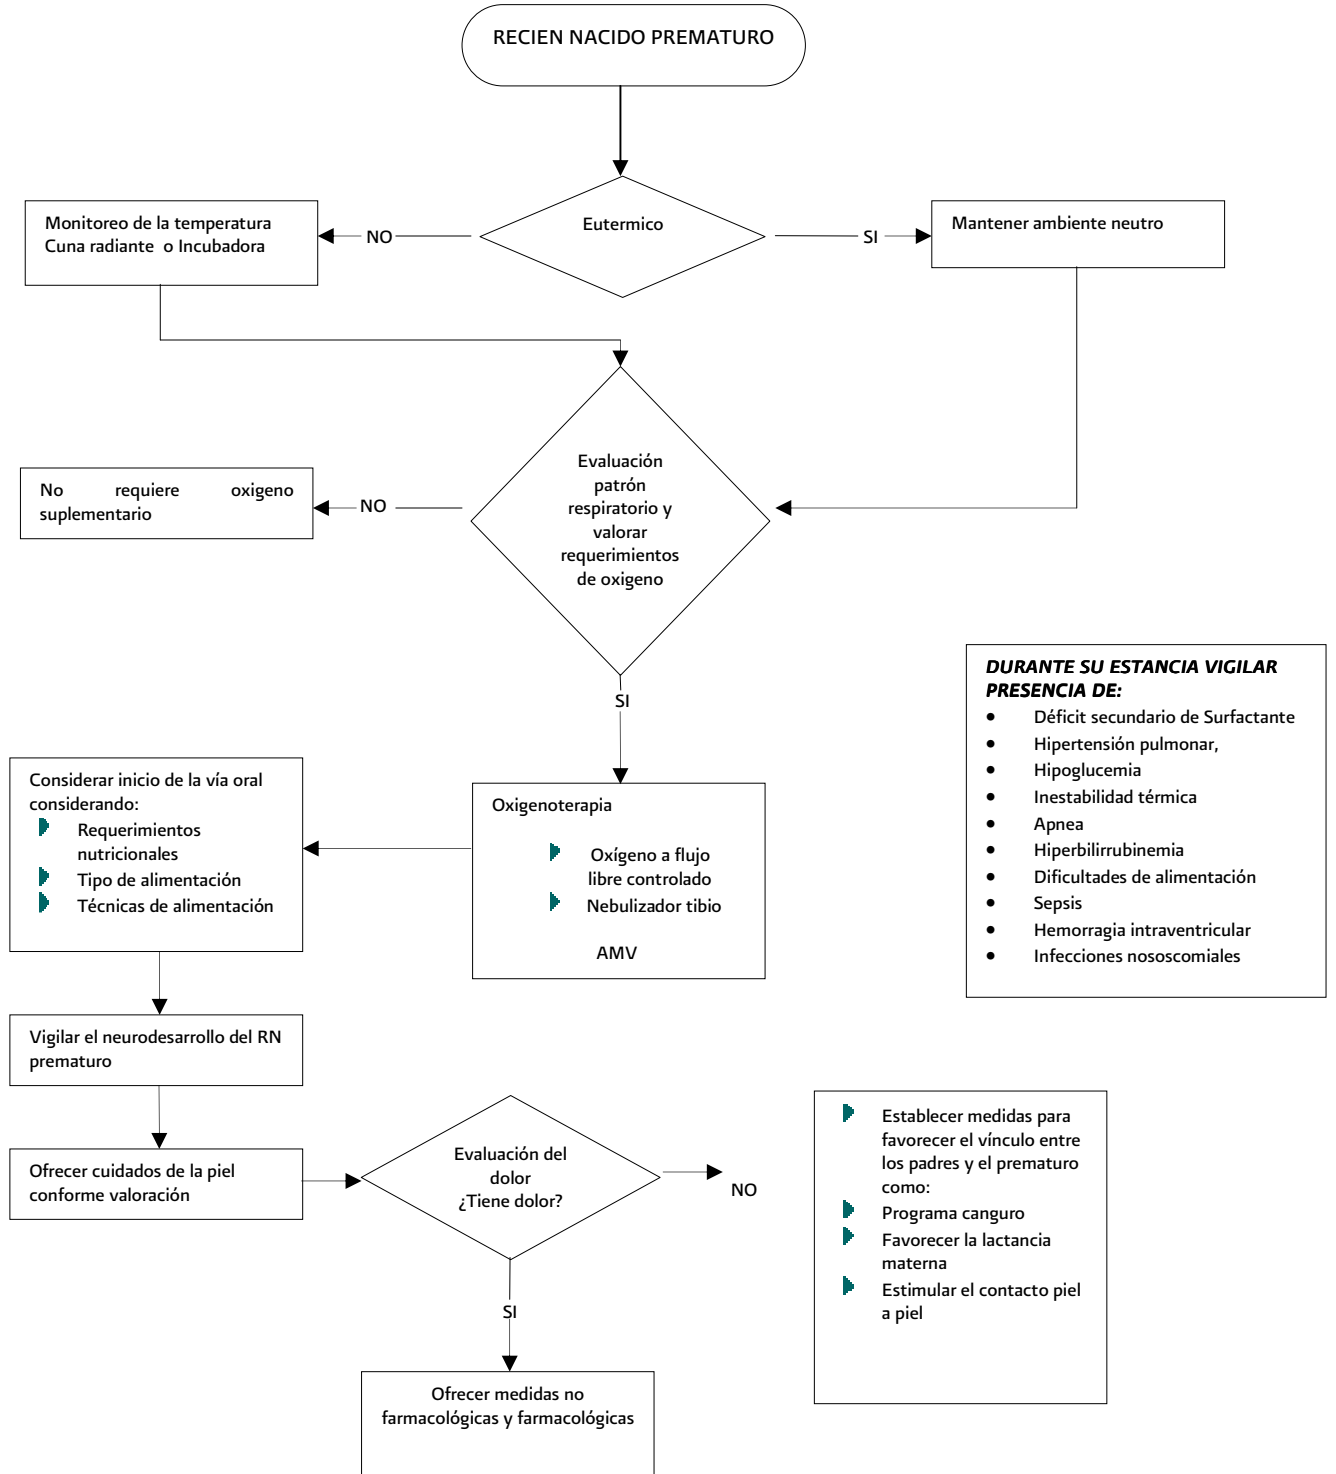 RECIEN NACIDO PREMATURO
Eutermico
Monitoreo de la temperatura
Cuna radiante o Incubadora
NO
SI
Mantener ambiente neutro
Evaluación
patrón
respiratorio y
valorar
requerimientos
de oxigeno
No requiere oxigeno
suplementario
NO
SI
DURANTE SU ESTANCIA VIGILAR
PRESENCIA DE:
• Déficit secundario de Surfactante
• Hipertensión pulmonar,
• Hipoglucemia
• Inestabilidad térmica
• Apnea
• Hiperbilirrubinemia
• Dificultades de alimentación
• Sepsis
• Hemorragia intraventricular
• Infecciones nososcomiales
Oxigenoterapia
Oxígeno a flujo
libre controlado
Nebulizador tibio
AMV
Considerar inicio de la vía oral
considerando:
Requerimientos
nutricionales
Tipo de alimentación
Técnicas de alimentación
Vigilar el neurodesarrollo del RN
prematuro
Ofrecer cuidados de la piel
conforme valoración
Evaluación del
dolor
¿Tiene dolor?
NO
SI
Establecer medidas para
favorecer el vínculo entre
los padres y el prematuro
como:
Programa canguro
Favorecer la lactancia
materna
Estimular el contacto piel
a piel
Ofrecer medidas no
farmacológicas y farmacológicas